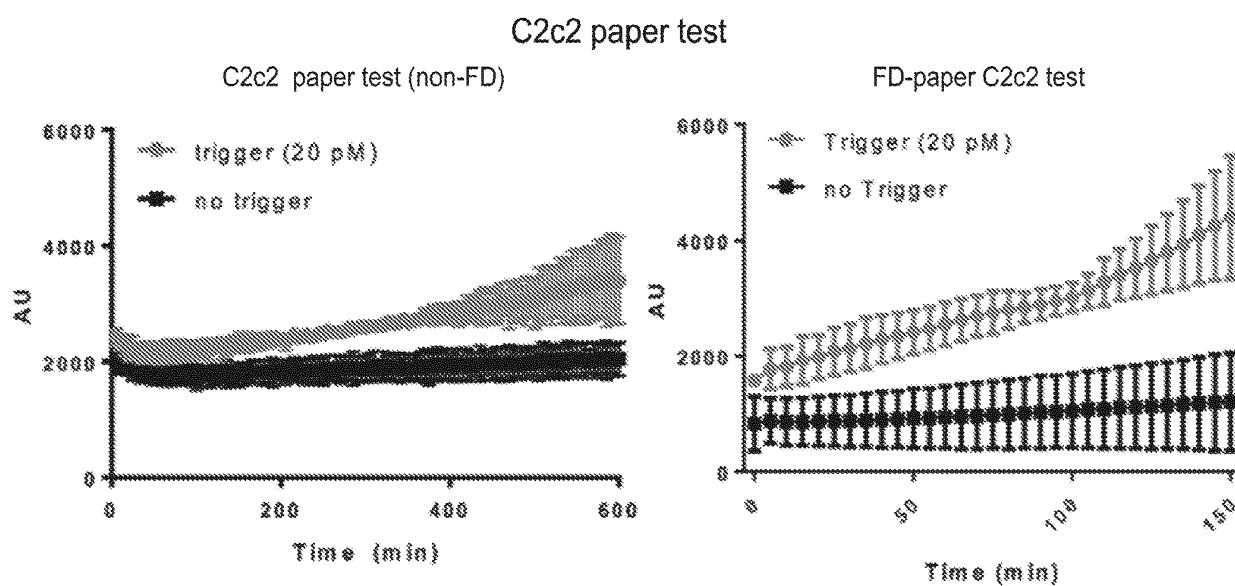 C2c2 paper test
C2c2 paper test (non-FD)
6000
4000
2000
0
AU
trigger (20 pM)
no trigger
0 200 400 600
Time (min)
FD-paper C2c2 test
6000
4000
2000
0
AU
Trigger (20 pM)
no Trigger
0 50 100 150
Time (min)